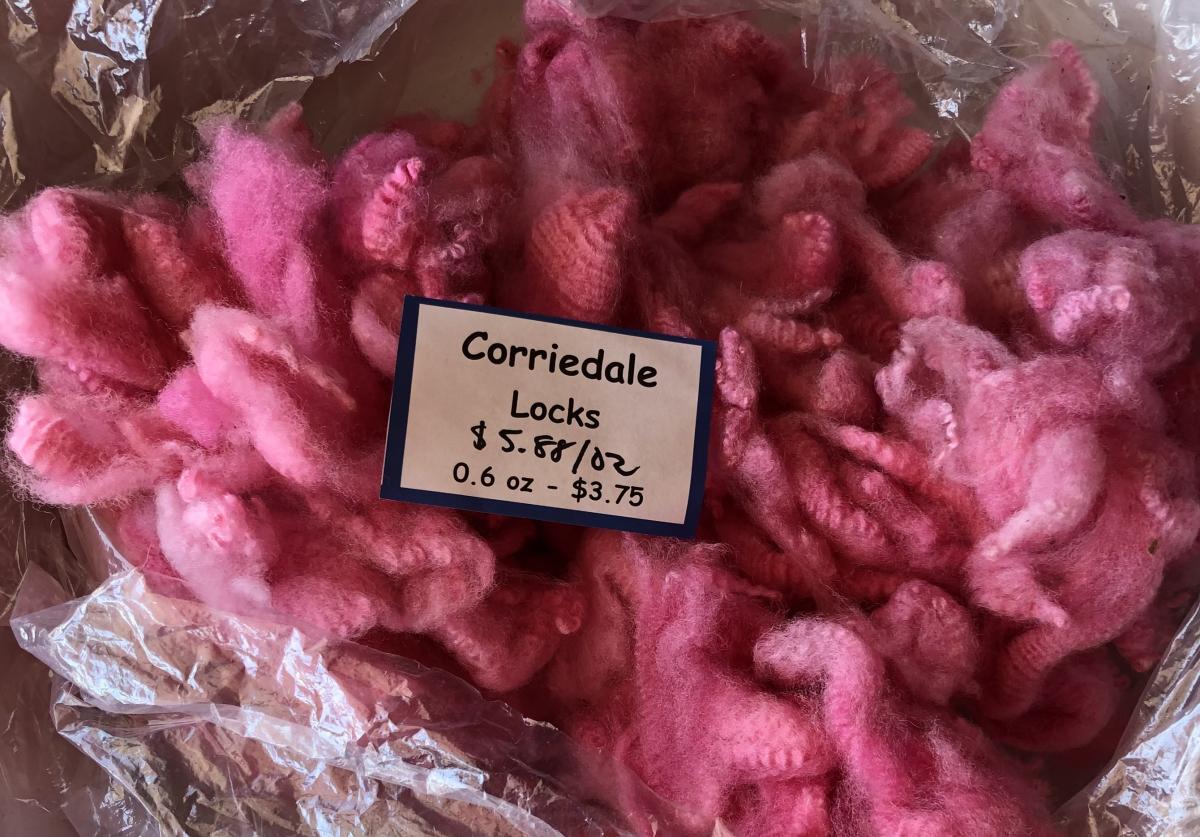 Corriedale
Locks
$5.88/oz
0.6 oz - $3.75